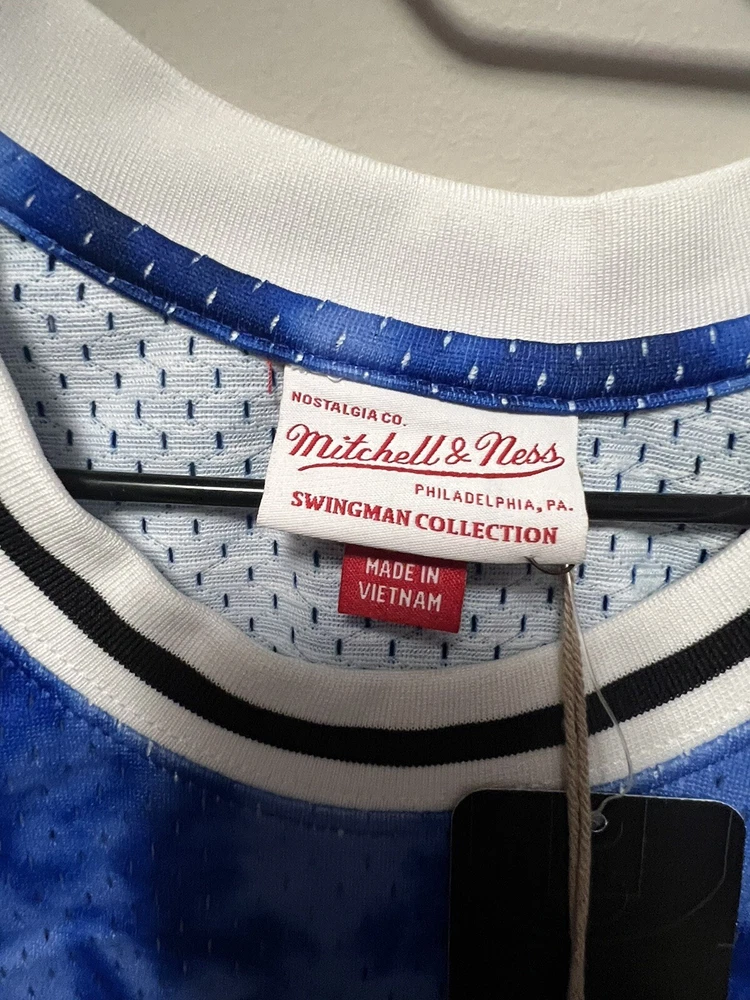 NOSTALGIA CO.
Mitchell & Ness
PHILADELPHIA, PA.
SWINGMAN COLLECTION
MADE IN
VIETNAM